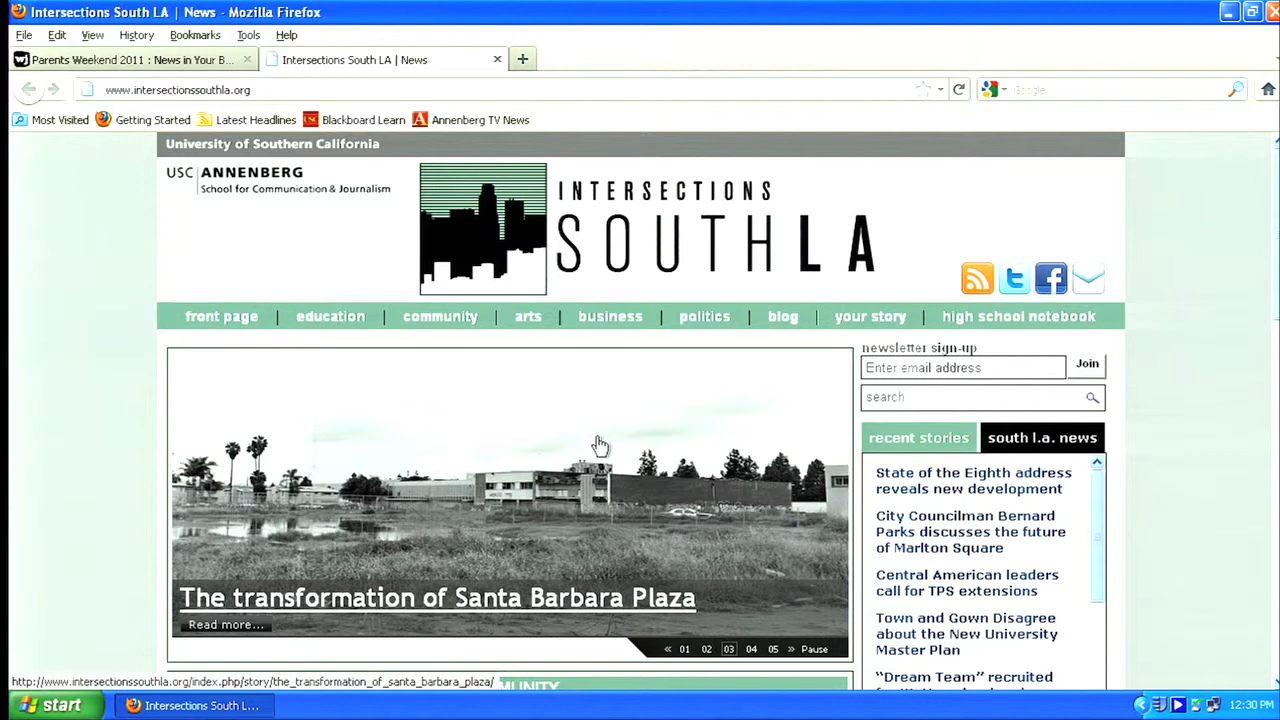 Intersections South LA | News - Mozilla Firefox
File Edit View History Bookmarks Tools Help
Parents Weekend 2011 : News in Your B...
Intersections South LA | News
www.intersectionssouthla.org
Google
Most Visited Getting Started Latest Headlines Blackboard Learn Annenberg TV News
University of Southern California
USC ANNENBERG
School for Communication & Journalism
INTERSECTIONS
SOUTH LA
front page | education | community | arts | business | politics | blog | your story | high school notebook
newsletter sign-up
Enter email address Join
search
recent stories south l.a. news
State of the Eighth address
reveals new development
City Councilman Bernard
Parks discusses the future
of Marlton Square
Central American leaders
call for TPS extensions
Town and Gown Disagree
about the New University
Master Plan
“Dream Team” recruited
The transformation of Santa Barbara Plaza
Read more...
« 01 02 03 04 05 » Pause
http://www.intersectionssouthla.org/index.php/story/the_transformation_of_santa_barbara_plaza/
start Intersections South L... 12:30 PM